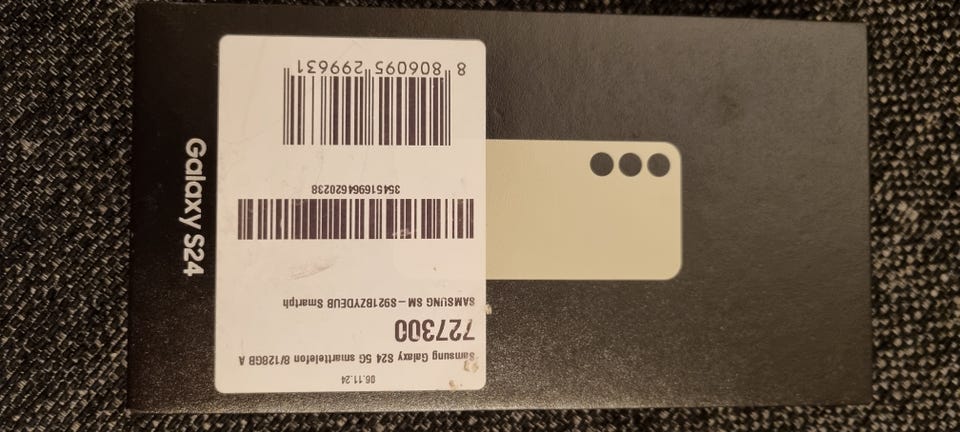 06.11.24
Samsung Galaxy S24 5G smarttelefon 8/128GB A
727300
SAMSUNG SM – S921BZYDEUB Smartph
354516964620238
8 806095 299631
Galaxy S24